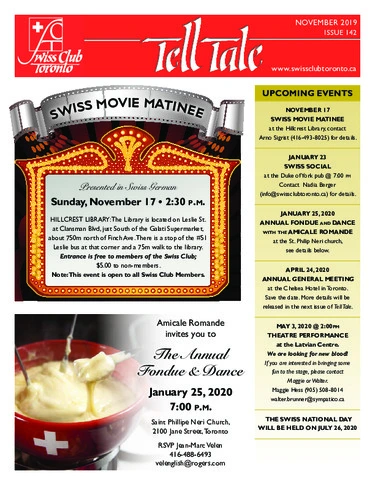 NOVEMBER 2019
ISSUE 142
Swiss Club
Toronto
Tell Tale
www.swissclubtoronto.ca
SWISS MOVIE MATINEE
Presented in Swiss German
Sunday, November 17 • 2:30 P.M.
HILLCREST LIBRARY: The Library is located on Leslie St.
at Clansman Blvd, just South of the Galati Supermarket,
about 750m north of Finch Ave. There is a stop of the #51
Leslie bus at that corner and a 75m walk to the library.
Entrance is free to members of the Swiss Club;
$5.00 to non-members.
Note: This event is open to all Swiss Club Members.
Amicale Romande
invites you to
The Annual
Fondue & Dance
January 25, 2020
7:00 P.M.
Saint Phillipe Neri Church,
2100 Jane Street, Toronto
RSVP Jean-Marc Velen
416-488-6493
velenglish@rogers.com
UPCOMING EVENTS
NOVEMBER 17
SWISS MOVIE MATINEE
at the Hillcrest Library, contact
Arno Sigrist (416-493-8025) for details.
JANUARY 23
SWISS SOCIAL
at the Duke of York pub @ 7:00 PM
Contact Nadia Berger
(info@swissclubtoronto.ca) for details.
JANUARY 25, 2020
ANNUAL FONDUE AND DANCE
WITH THE AMICALE ROMANDE
at the St. Philip Neri church,
see details below.
APRIL 24, 2020
ANNUAL GENERAL MEETING
at the Chelsea Hotel in Toronto.
Save the date. More details will be
released in the next issue of Tell Tale.
MAY 3, 2020 @ 2:00PM
THEATRE PERFORMANCE
at the Latvian Centre.
We are looking for new blood!
If you are interested in bringing some
fun to the stage, please contact
Maggie or Walter.
Maggie Hess (905) 508-8014
walter.brunner@sympatico.ca
THE SWISS NATIONAL DAY
WILL BE HELD ON JULY 26, 2020